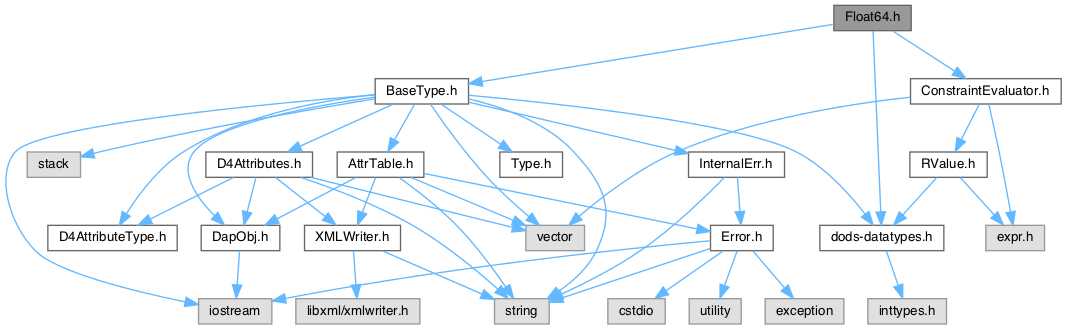 Float64.h
BaseType.h
ConstraintEvaluator.h
stack
D4Attributes.h
AttrTable.h
Type.h
InternalErr.h
RValue.h
D4AttributeType.h
DapObj.h
XMLWriter.h
vector
Error.h
dods-datatypes.h
expr.h
iostream
libxml/xmlwriter.h
string
cstdio
utility
exception
inttypes.h